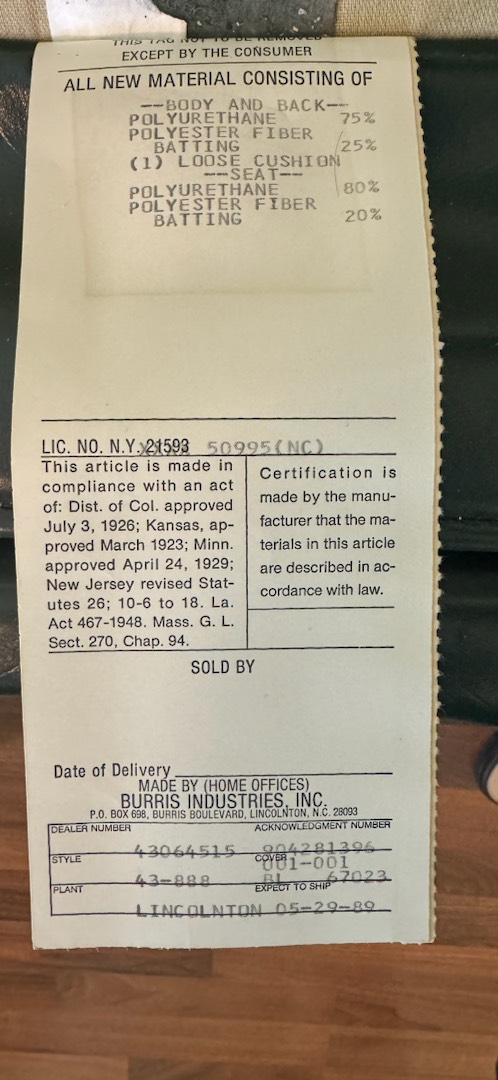 THIS TAG NOT TO BE REMOVED
EXCEPT BY THE CONSUMER
ALL NEW MATERIAL CONSISTING OF
--BODY AND BACK--
POLYURETHANE 75%
POLYESTER FIBER
BATTING 25%
(1) LOOSE CUSHION
--SEAT--
POLYURETHANE 80%
POLYESTER FIBER
BATTING 20%
LIC. NO. N.Y. 21593 50995(NC)
This article is made in
compliance with an act
of: Dist. of Col. approved
July 3, 1926; Kansas, ap-
proved March 1923; Minn.
approved April 24, 1929;
New Jersey revised Stat-
utes 26; 10-6 to 18. La.
Act 467-1948. Mass. G. L.
Sect. 270, Chap. 94.
Certification is
made by the manu-
facturer that the ma-
terials in this article
are described in ac-
cordance with law.
SOLD BY
Date of Delivery
MADE BY (HOME OFFICES)
BURRIS INDUSTRIES, INC.
P.O. BOX 698, BURRIS BOULEVARD, LINCOLNTON, N.C. 28093
DEALER NUMBER ACKNOWLEDGMENT NUMBER
43064515 904281396
STYLE COVER 001-001
43-888 BL 67023
PLANT EXPECT TO SHIP
LINCOLNTON 05-29-89